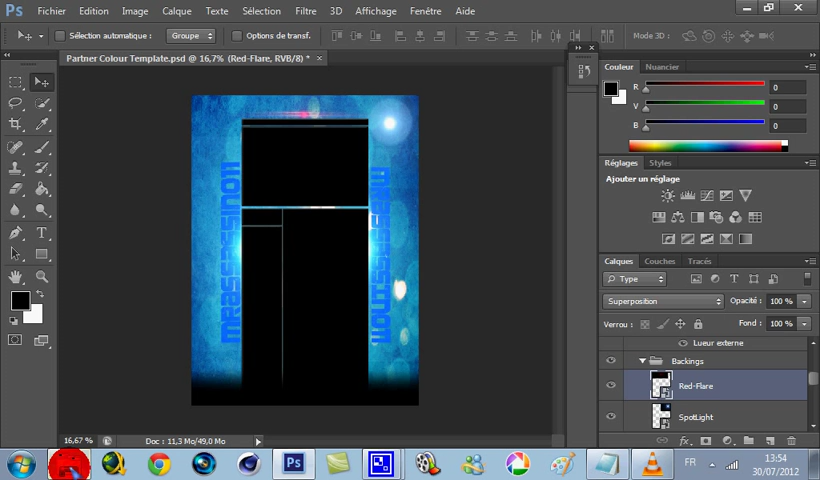 Ps Fichier Edition Image Calque Texte Sélection Filtre 3D Affichage Fenêtre Aide
Sélection automatique : Groupe Options de transf. Mode 3D :
Partner Colour Template.psd @ 16,7% (Red-Flare, RVB/8) *
Couleur Nuancier
R 0
V 0
B 0
Réglages Styles
Ajouter un réglage
Calques Couches Tracés
Type
Superposition Opacité : 100 %
Verrou : Fond : 100 %
Lueur externe
Backings
Red-Flare
SpotLight
16,67 % Doc : 11,3 Mo/49,0 Mo
Ps FR 13:54
30/07/2012